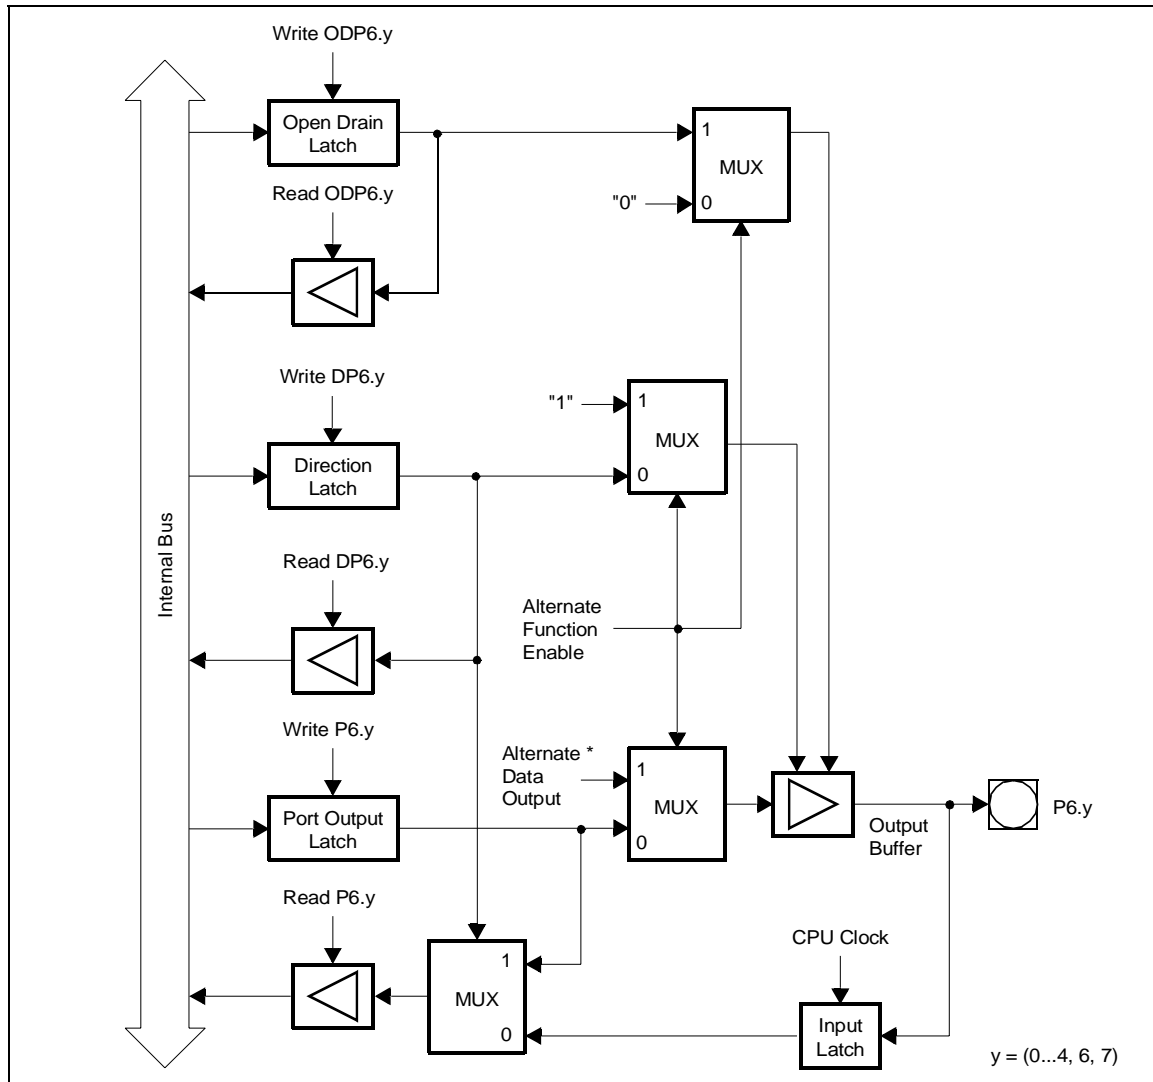 Write ODP6.y
Open Drain
Latch
1
MUX
"0"
0
Read ODP6.y
Write DP6.y
"1"
1
MUX
Direction
Latch
0
Internal Bus
Read DP6.y
Alternate
Function
Enable
Write P6.y
Alternate *
Data
Output
1
MUX
0
Port Output
Latch
Output
Buffer
P6.y
Read P6.y
CPU Clock
1
MUX
0
Input
Latch
y = (0...4, 6, 7)